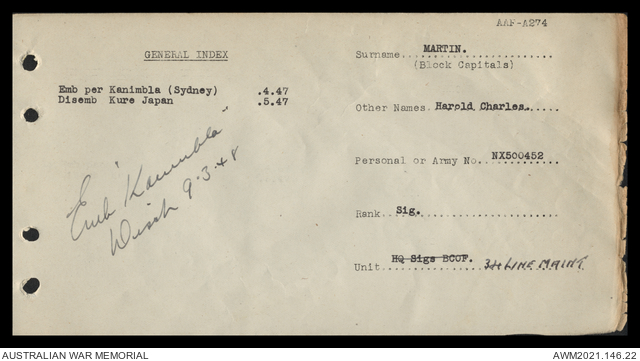 AAF-A274
GENERAL INDEX
Emb per Kanimbla (Sydney) .4.47
Disemb Kure Japan .5.47
Emb "Kanimbla"
Disemb 9.3.48
Surname MARTIN.
(Block Capitals)
Other Names Harold Charles.
Personal or Army No. NX500452
Rank Sig.
Unit HQ Sigs BCOF. 34 LINE MAINT
AUSTRALIAN WAR MEMORIAL
AWM2021.146.22